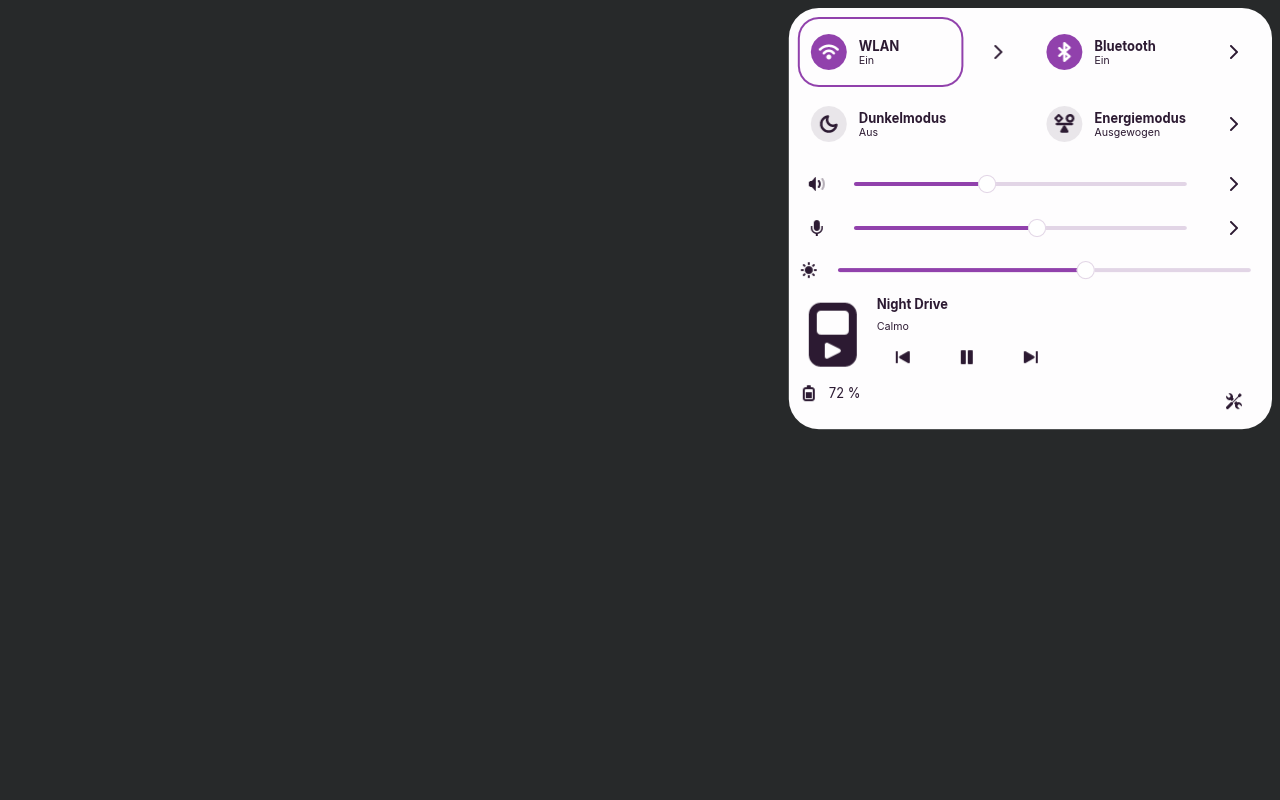 WLAN
Ein
Bluetooth
Ein
Dunkelmodus
Aus
Energiemodus
Ausgewogen
Night Drive
Calmo
72 %